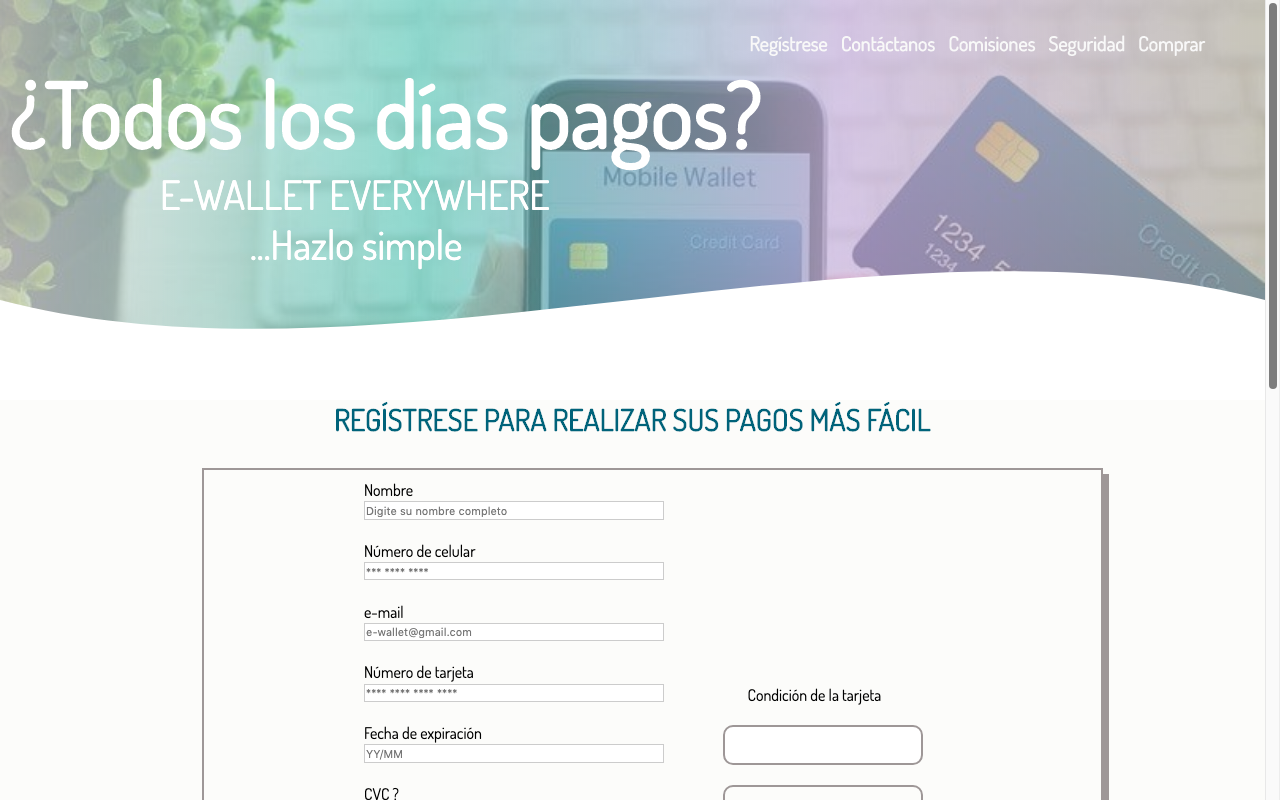 Regístrese Contáctanos Comisiones Seguridad Comprar
¿Todos los días pagos?
E-WALLET EVERYWHERE
...Hazlo simple
Mobile Wallet
Credit Card
1234 5
1234
Credit C
REGÍSTRESE PARA REALIZAR SUS PAGOS MÁS FÁCIL
Nombre
Digite su nombre completo
Número de celular
*** **** ****
e-mail
e-wallet@gmail.com
Número de tarjeta
**** **** **** ****
Condición de la tarjeta
Fecha de expiración
YY/MM
CVC ?